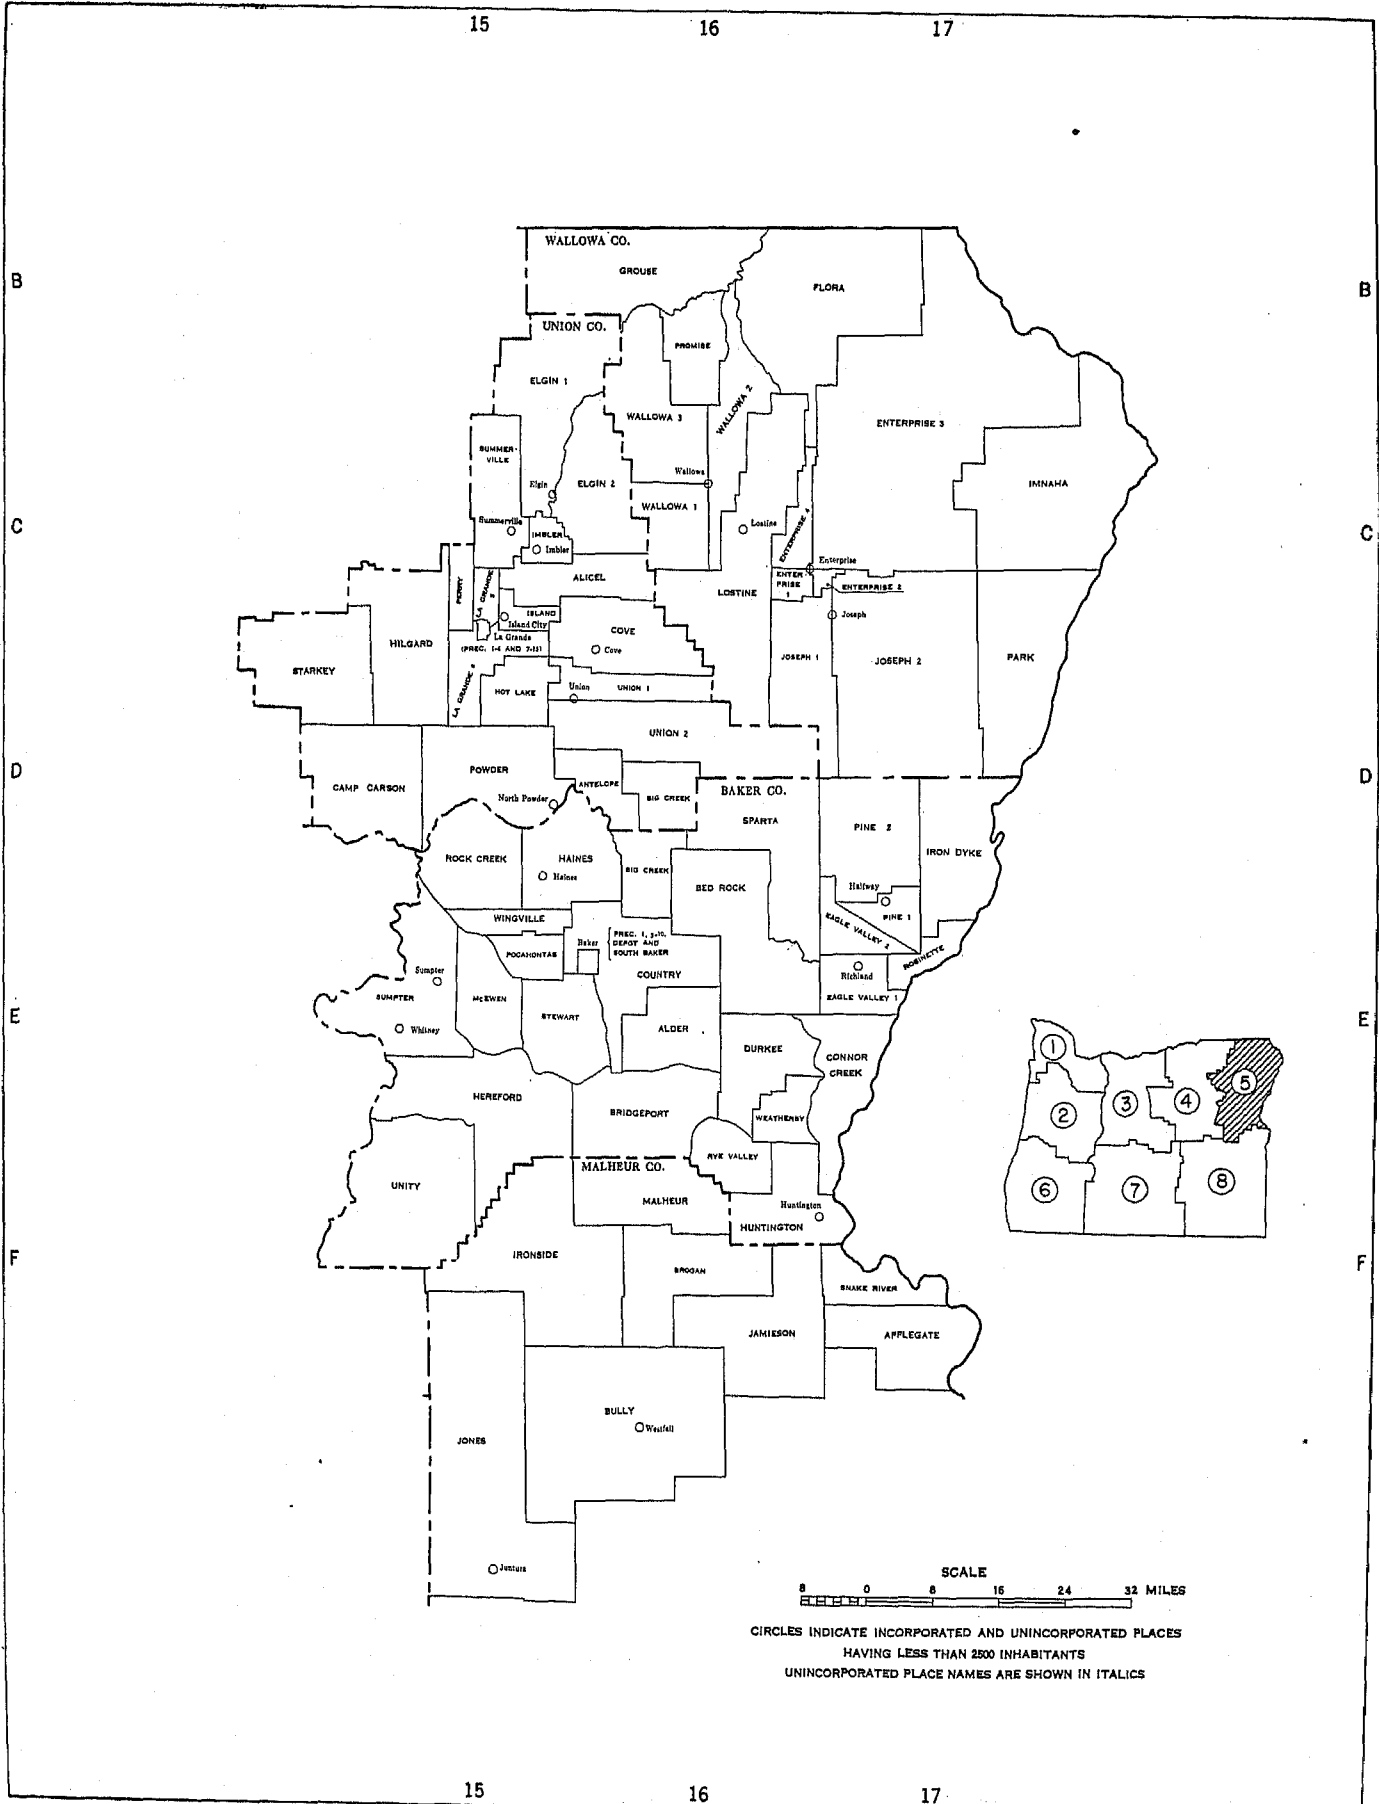 15 16 17
B B
WALLOWA CO.
GROUSE
FLORA
UNION CO.
PROMISE
ELGIN 1
WALLOWA 2
WALLOWA 3
ENTERPRISE 3
SUMMER-
VILLE
Wallowa
Elgin
ELGIN 2
IMNAHA
WALLOWA 1
C C
Summerville
Lostine
IMBLER
Imbler
ENTERPRISE 4
Enterprise
ALICEL
ENTER-
PRISE
1
ENTERPRISE 2
PERRY
LA GRANDE
LOSTINE
ISLAND
Island City
Joseph
La Grande
(PREC. 1-6 AND 7-15)
COVE
Cove
HILGARD
STARKEY
JOSEPH 1
JOSEPH 2
PARK
LA GRANDE
HOT LAKE
Union
UNION 1
UNION 2
D D
POWDER
CAMP CARSON
ANTELOPE
BIG CREEK
BAKER CO.
North Powder
SPARTA
PINE 2
IRON DYKE
ROCK CREEK
HAINES
Haines
BIG CREEK
BED ROCK
Halfway
PINE 1
WINGVILLE
EAGLE VALLEY 2
Baker
PREC. 1, 3-10,
DEPOT AND
SOUTH BAKER
POCAHONTAS
ROBINETTE
Richland
Sumpter
COUNTRY
SUMPTER
McEWEN
EAGLE VALLEY 1
E E
STEWART
Whitney
ALDER
DURKEE
CONNOR
CREEK
HEREFORD
BRIDGEPORT
WEATHERBY
RYE VALLEY
MALHEUR CO.
UNITY
MALHEUR
Huntington
HUNTINGTON
1
2
3
4
5
6
7
8
F F
IRONSIDE
BROGAN
SNAKE RIVER
JAMIESON
APPLEGATE
BULLY
Westfall
JONES
Juntura
SCALE
8 0 8 16 24 32 MILES
CIRCLES INDICATE INCORPORATED AND UNINCORPORATED PLACES
HAVING LESS THAN 2500 INHABITANTS
UNINCORPORATED PLACE NAMES ARE SHOWN IN ITALICS
15 16 17